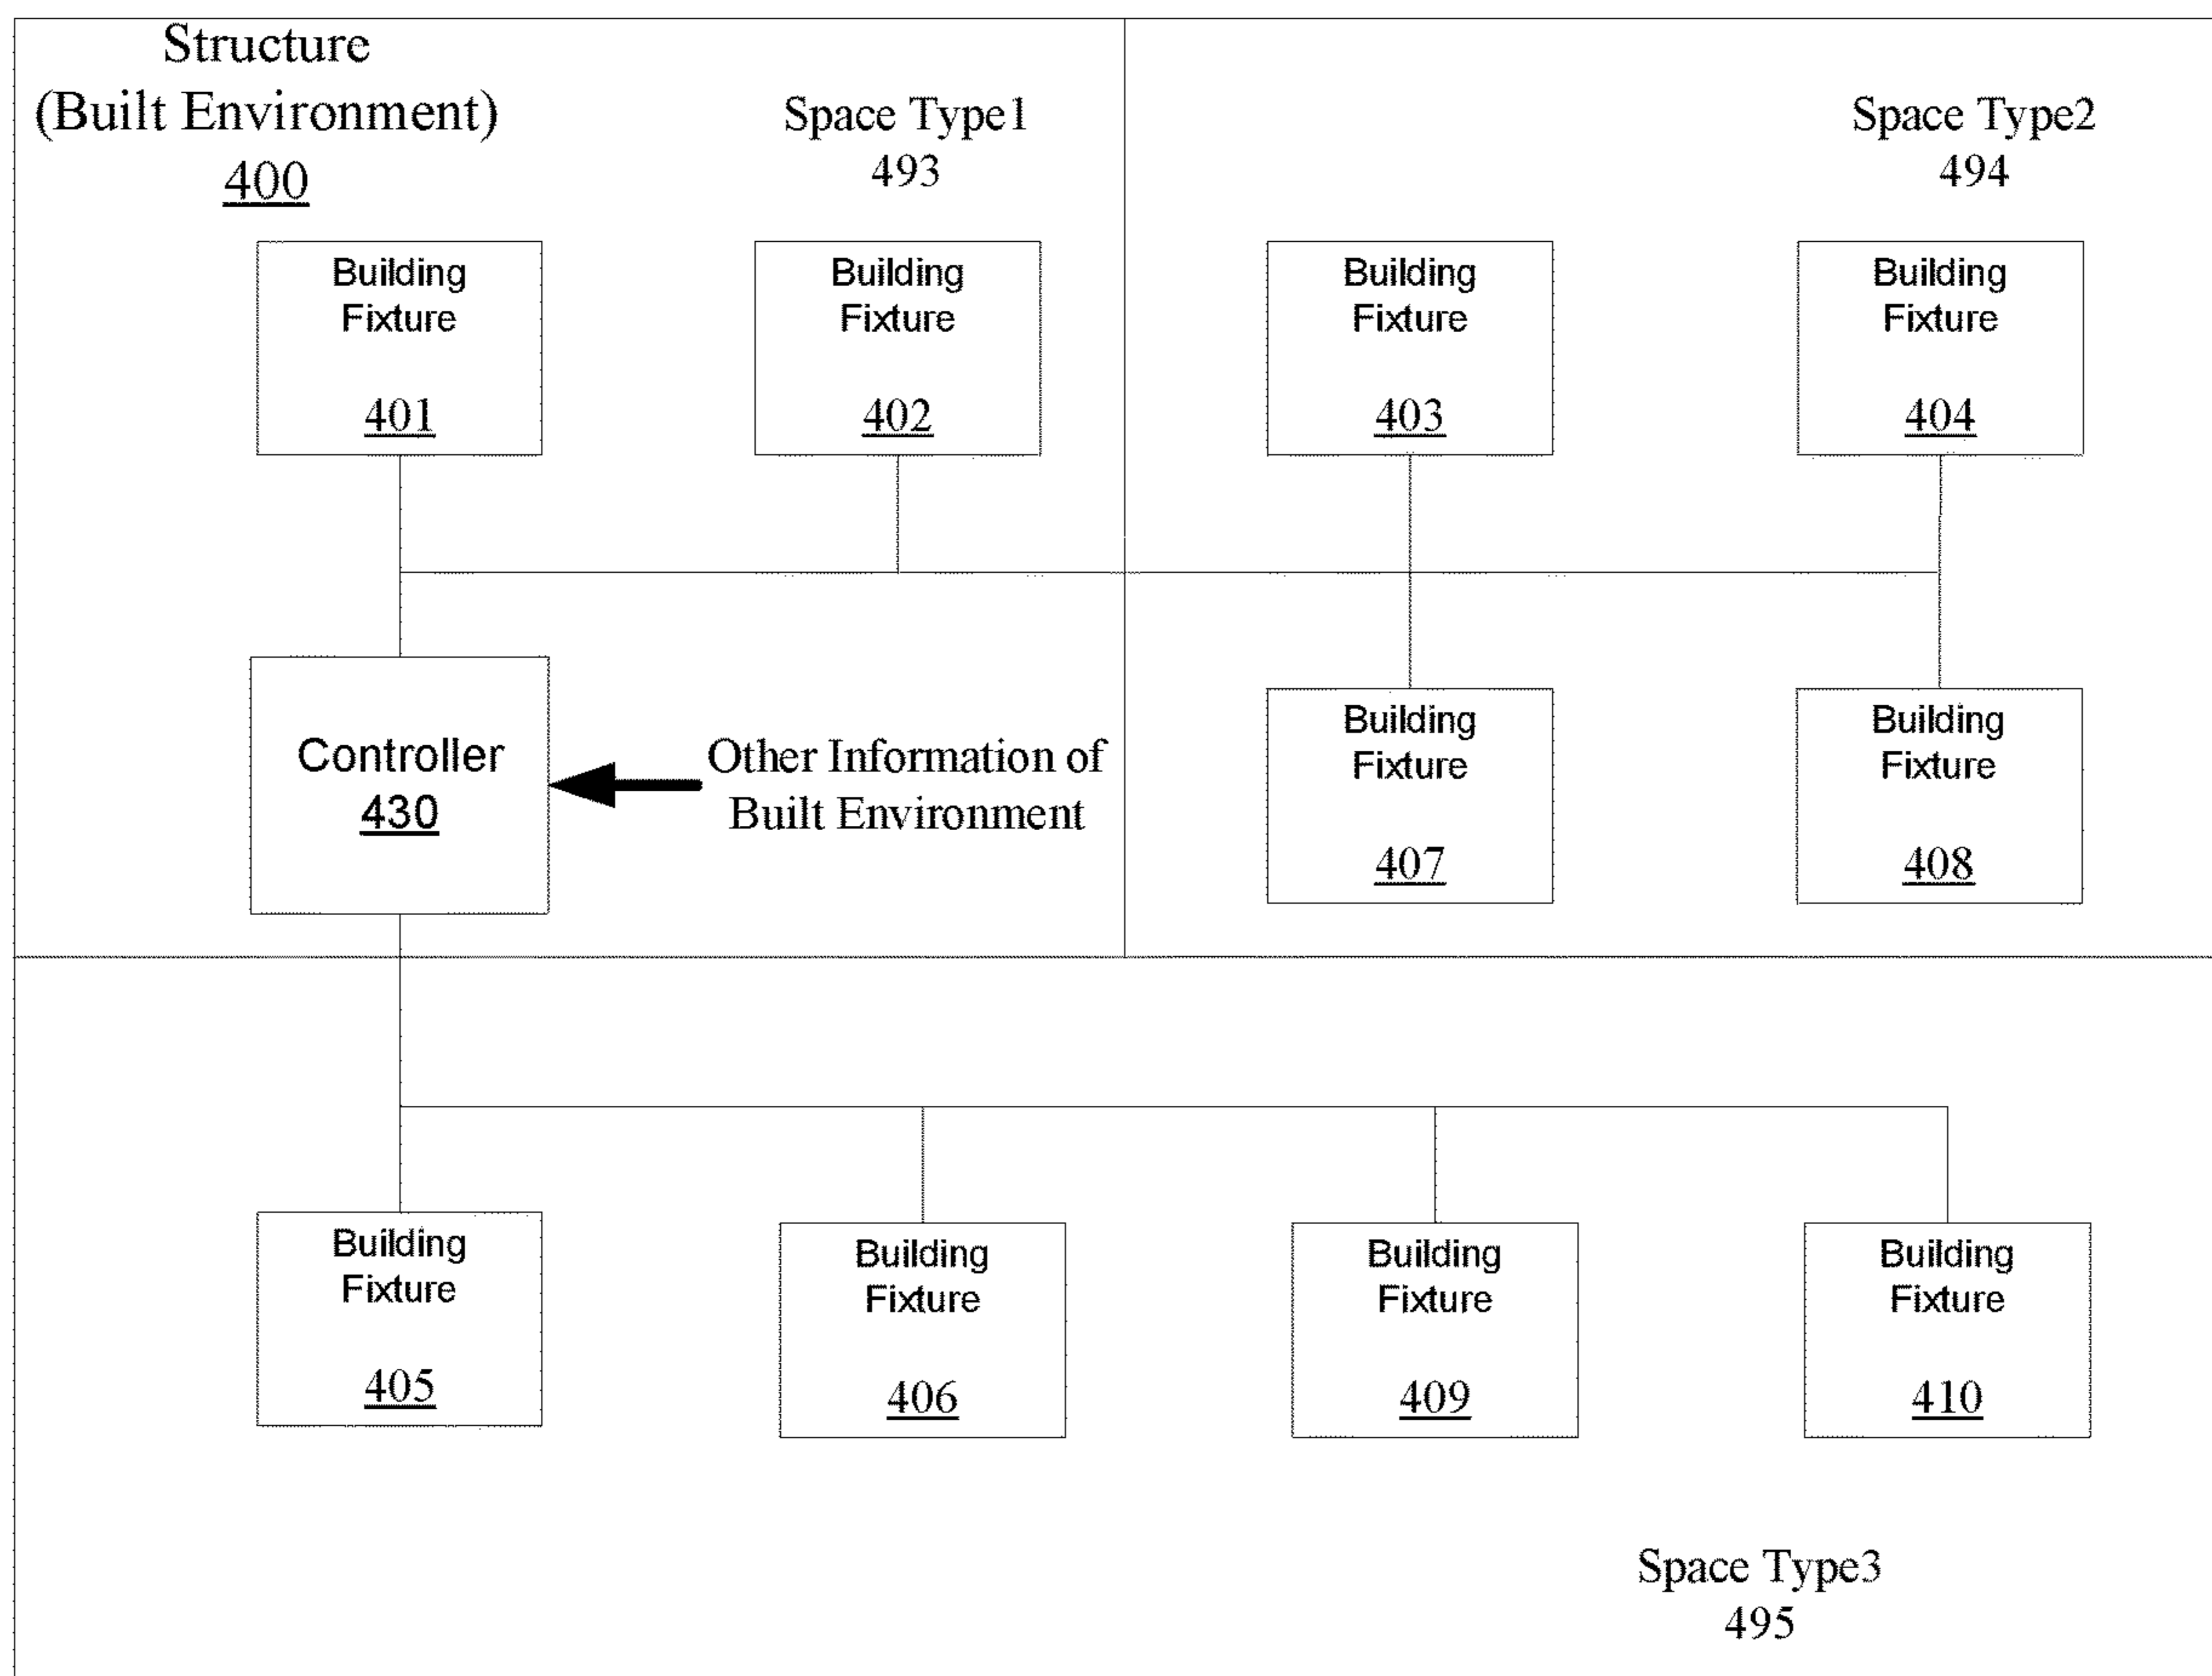 Structure
(Built Environment)
400
Space Type1
493
Space Type2
494
Building
Fixture
401
Building
Fixture
402
Building
Fixture
403
Building
Fixture
404
Controller
430
Other Information of
Built Environment
Building
Fixture
407
Building
Fixture
408
Building
Fixture
405
Building
Fixture
406
Building
Fixture
409
Building
Fixture
410
Space Type3
495